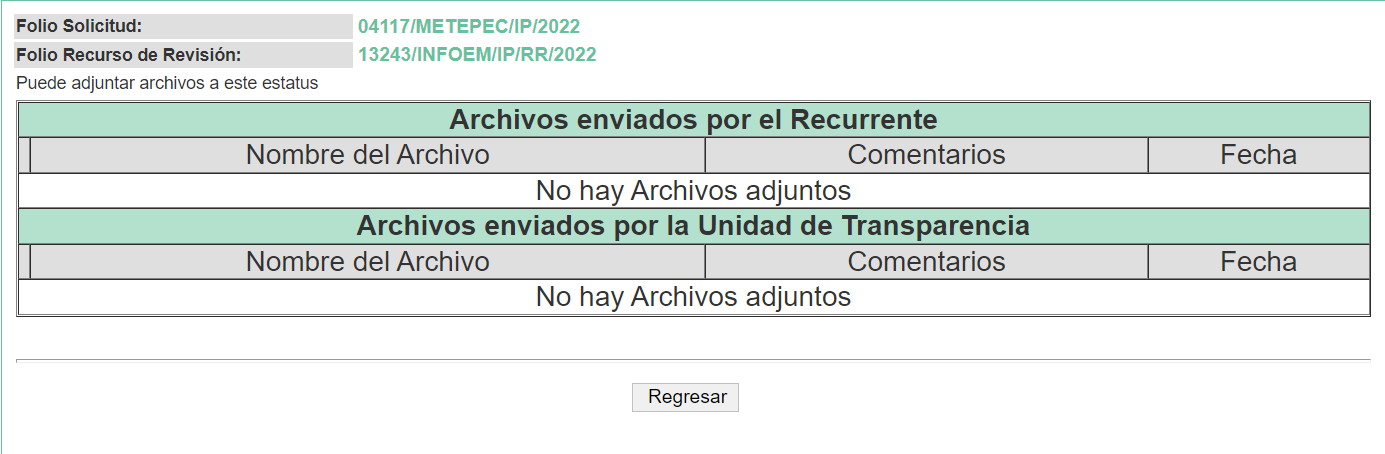 Folio Solicitud: 04117/METEPEC/IP/2022
Folio Recurso de Revisión: 13243/INFOEM/IP/RR/2022
Puede adjuntar archivos a este estatus
Archivos enviados por el Recurrente
Nombre del Archivo Comentarios Fecha
No hay Archivos adjuntos
Archivos enviados por la Unidad de Transparencia
Nombre del Archivo Comentarios Fecha
No hay Archivos adjuntos
Regresar